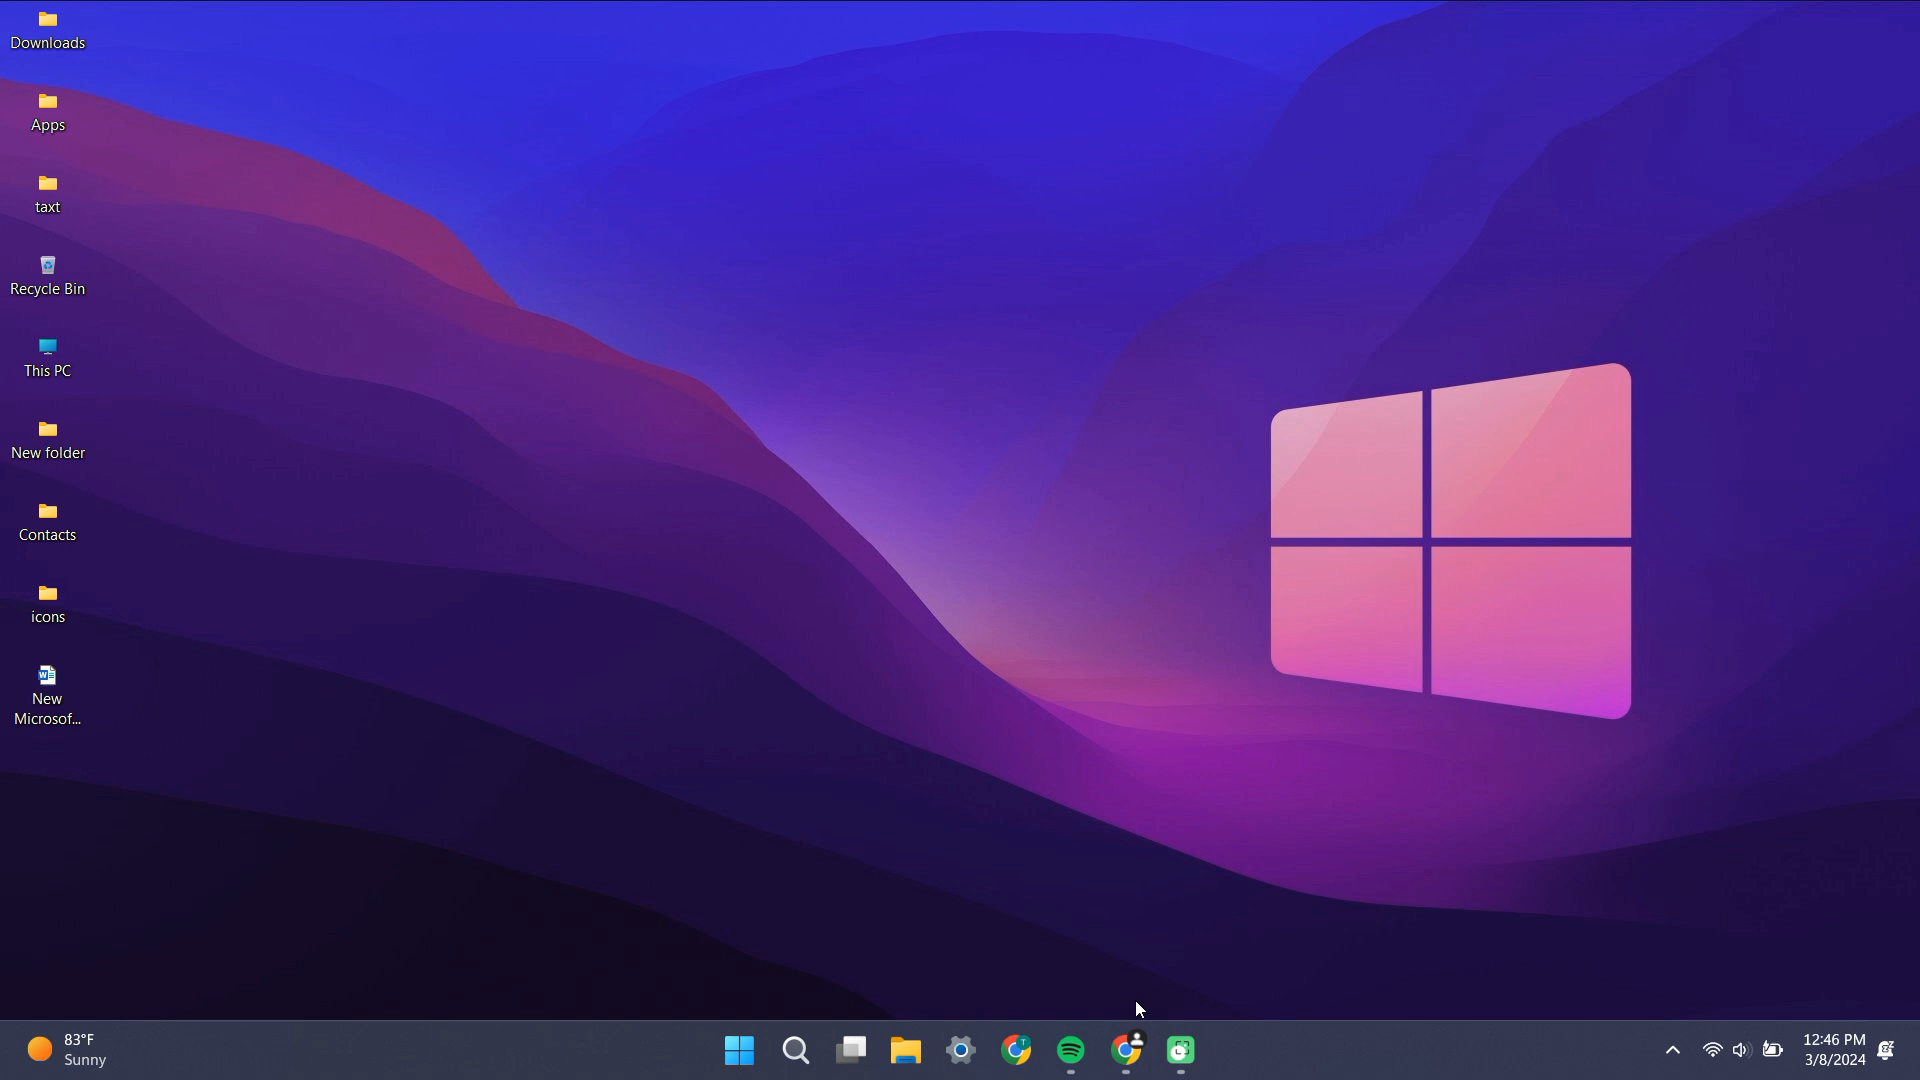 Downloads
Apps
taxt
Recycle Bin
This PC
New folder
Contacts
icons
New
Microsof...
83°F
Sunny
T
12:46 PM
3/8/2024